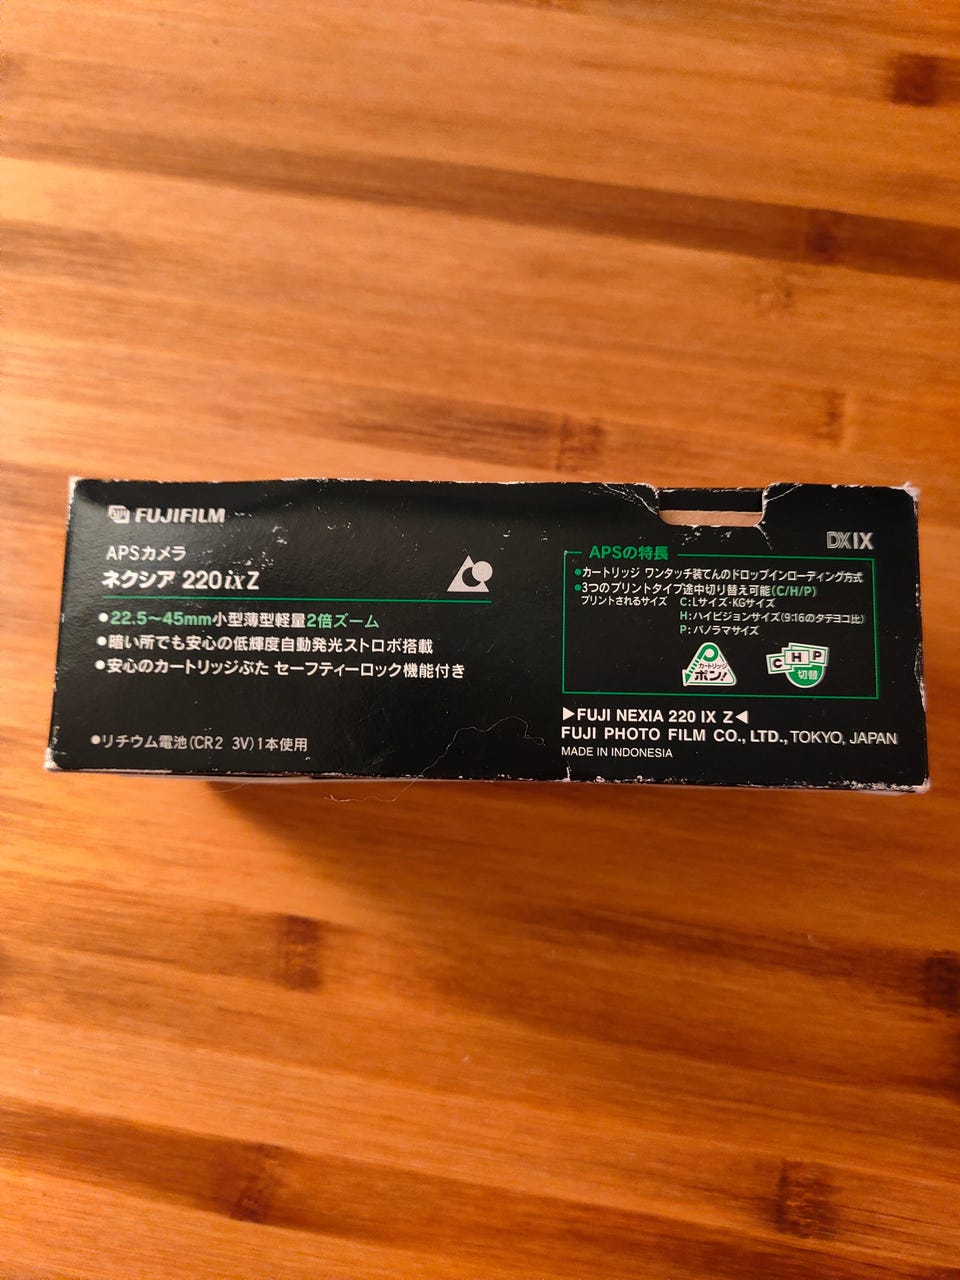 FUJI FUJIFILM
APSカメラ
ネクシア 220 ix Z
●22.5～45mm小型薄型軽量2倍ズーム
●暗い所でも安心の低輝度自動発光ストロボ搭載
●安心のカートリッジぶた セーフティーロック機能付き
●リチウム電池(CR2 3V)1本使用
DX IX
APSの特長
●カートリッジ ワンタッチ装てんのドロップインローディング方式
●3つのプリントタイプ途中切り替え可能(C/H/P)
プリントされるサイズ C:Lサイズ・KGサイズ
H:ハイビジョンサイズ(9:16のタテヨコ比)
P:パノラマサイズ
カートリッジ
ポン!
C H P
切替
▶FUJI NEXIA 220 IX Z◀
FUJI PHOTO FILM CO., LTD., TOKYO, JAPAN
MADE IN INDONESIA